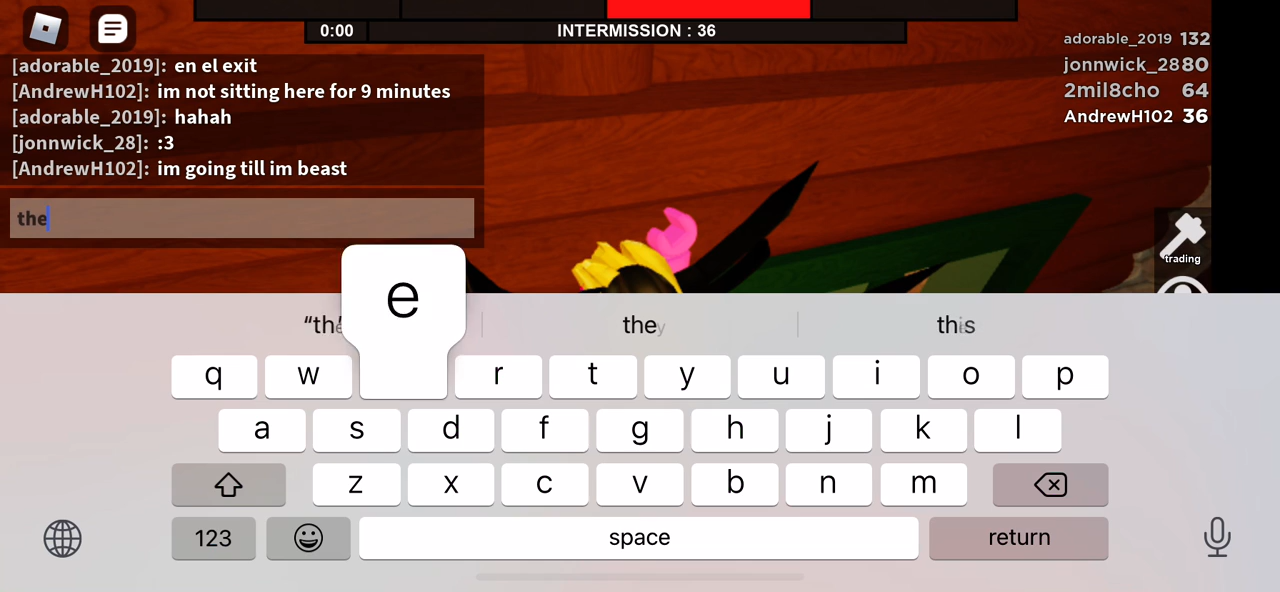 0:00 INTERMISSION : 36
[adorable_2019]: en el exit
[AndrewH102]: im not sitting here for 9 minutes
[adorable_2019]: hahah
[jonnwick_28]: :3
[AndrewH102]: im going till im beast
the
adorable_2019 132
jonnwick_28 80
2mil8cho 64
AndrewH102 36
trading
e
they this
q w r t y u i o p
a s d f g h j k l
z x c v b n m
123 space return